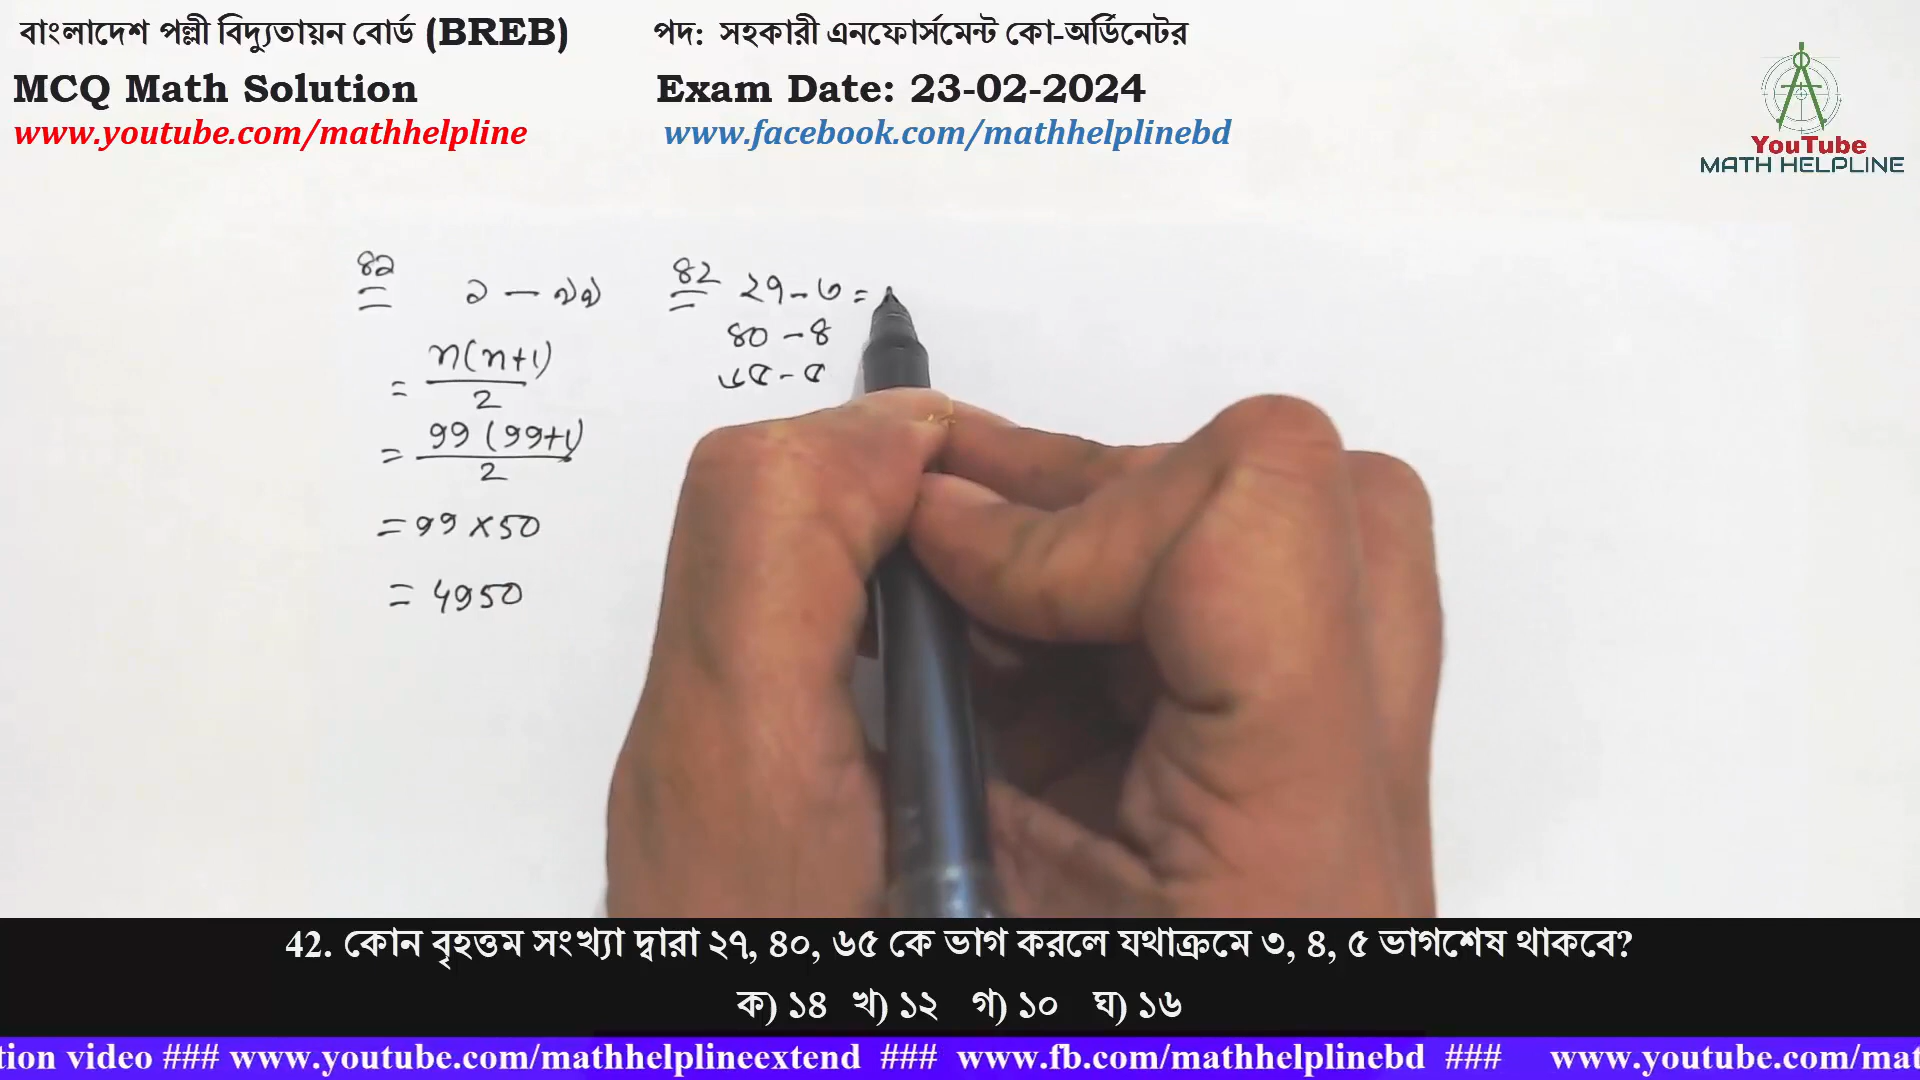 বাংলাদেশ পল্লী বিদ্যুতায়ন বোর্ড (BREB) পদ: সহকারী এনফোর্সমেন্ট কো-অর্ডিনেটর
MCQ Math Solution Exam Date: 23-02-2024
www.youtube.com/mathhelpline www.facebook.com/mathhelplinebd
YouTube
MATH HELPLINE
৪১
১ — ৯৯
= n(n+1)/2
= 99 (99+1)/2
= 99 × 50
= 4950
৪২ ২৭ - ৩ =
৪০ - ৪
৬৫ - ৫
42. কোন বৃহত্তম সংখ্যা দ্বারা ২৭, ৪০, ৬৫ কে ভাগ করলে যথাক্রমে ৩, ৪, ৫ ভাগশেষ থাকবে?
ক) ১৪ খ) ১২ গ) ১০ ঘ) ১৬
tion video ### www.youtube.com/mathhelplineextend ### www.fb.com/mathhelplinebd ### www.youtube.com/mat